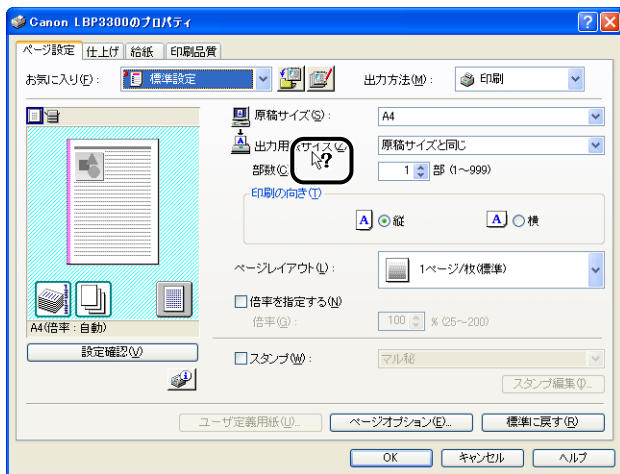 Canon LBP3300のプロパティ
ページ設定 仕上げ 給紙 印刷品質
お気に入り(F): 標準設定 出力方法(M): 印刷
原稿サイズ(S): A4
出力用 サイズ(Z) 原稿サイズと同じ
部数(C) 1 部 (1～999)
印刷の向き(T)
A 縦 A 横
ページレイアウト(L): 1ページ/枚(標準)
倍率を指定する(N)
倍率(G): 100 % (25～200)
A4(倍率:自動)
設定確認(V)
スタンプ(W): マル秘
スタンプ編集(I)...
ユーザ定義用紙(U)... ページオプション(E)... 標準に戻す(R)
OK キャンセル ヘルプ